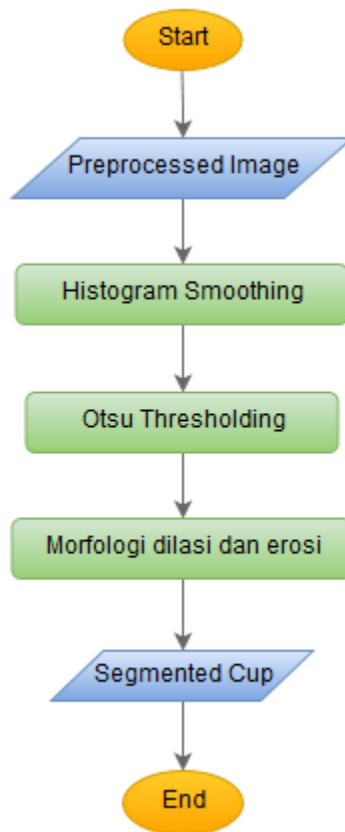 Start
Preprocessed Image
Histogram Smoothing
Otsu Thresholding
Morfologi dilasi dan erosi
Segmented Cup
End